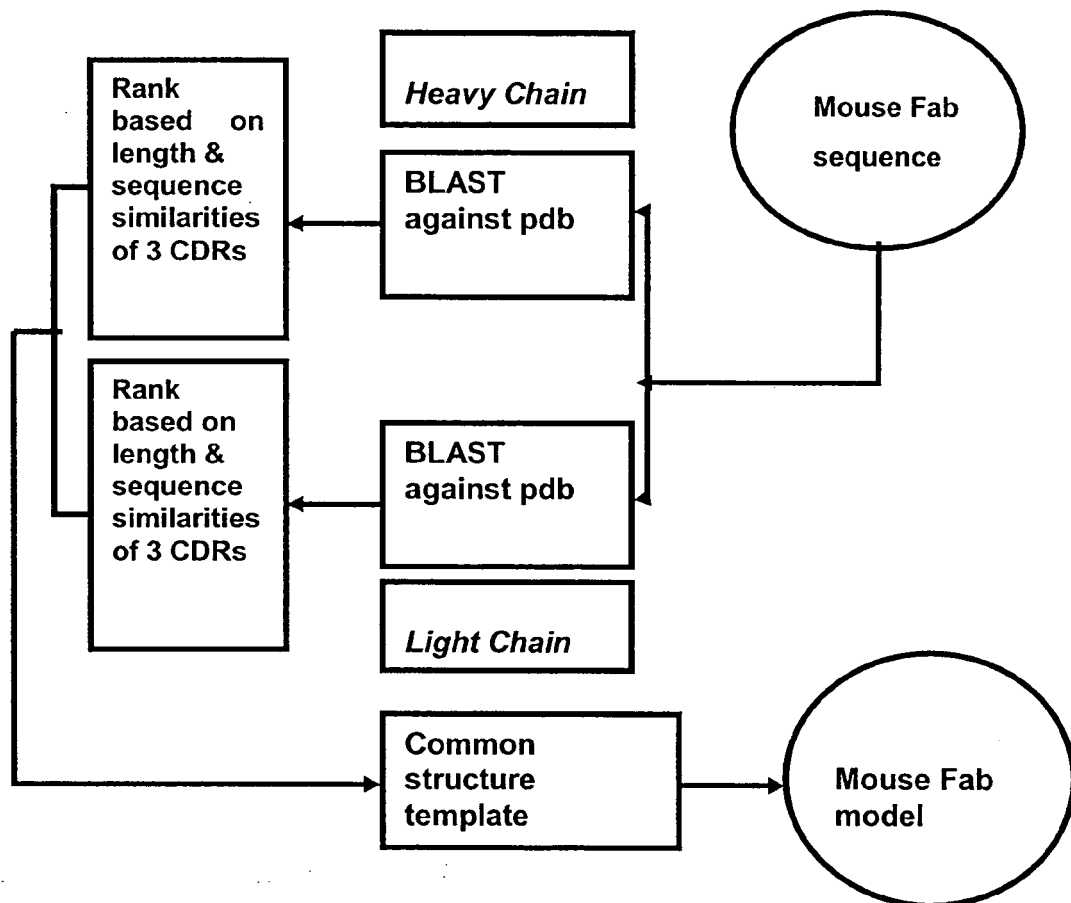 Mouse Fab
sequence
Heavy Chain
BLAST
against pdb
Rank
based on
length &
sequence
similarities
of 3 CDRs
BLAST
against pdb
Light Chain
Rank
based on
length &
sequence
similarities
of 3 CDRs
Common
structure
template
Mouse Fab
model